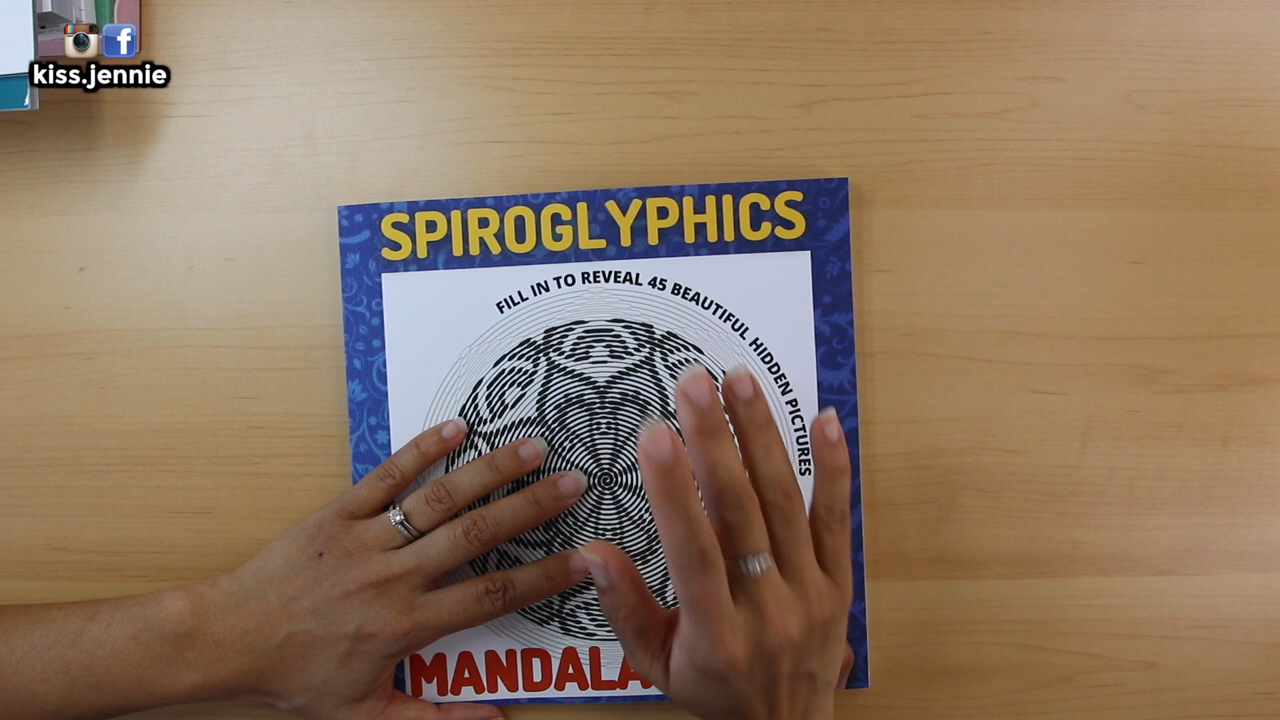 kiss.jennie
SPIROGLYPHICS
FILL IN TO REVEAL 45 BEAUTIFUL HIDDEN PICTURES
MANDALA